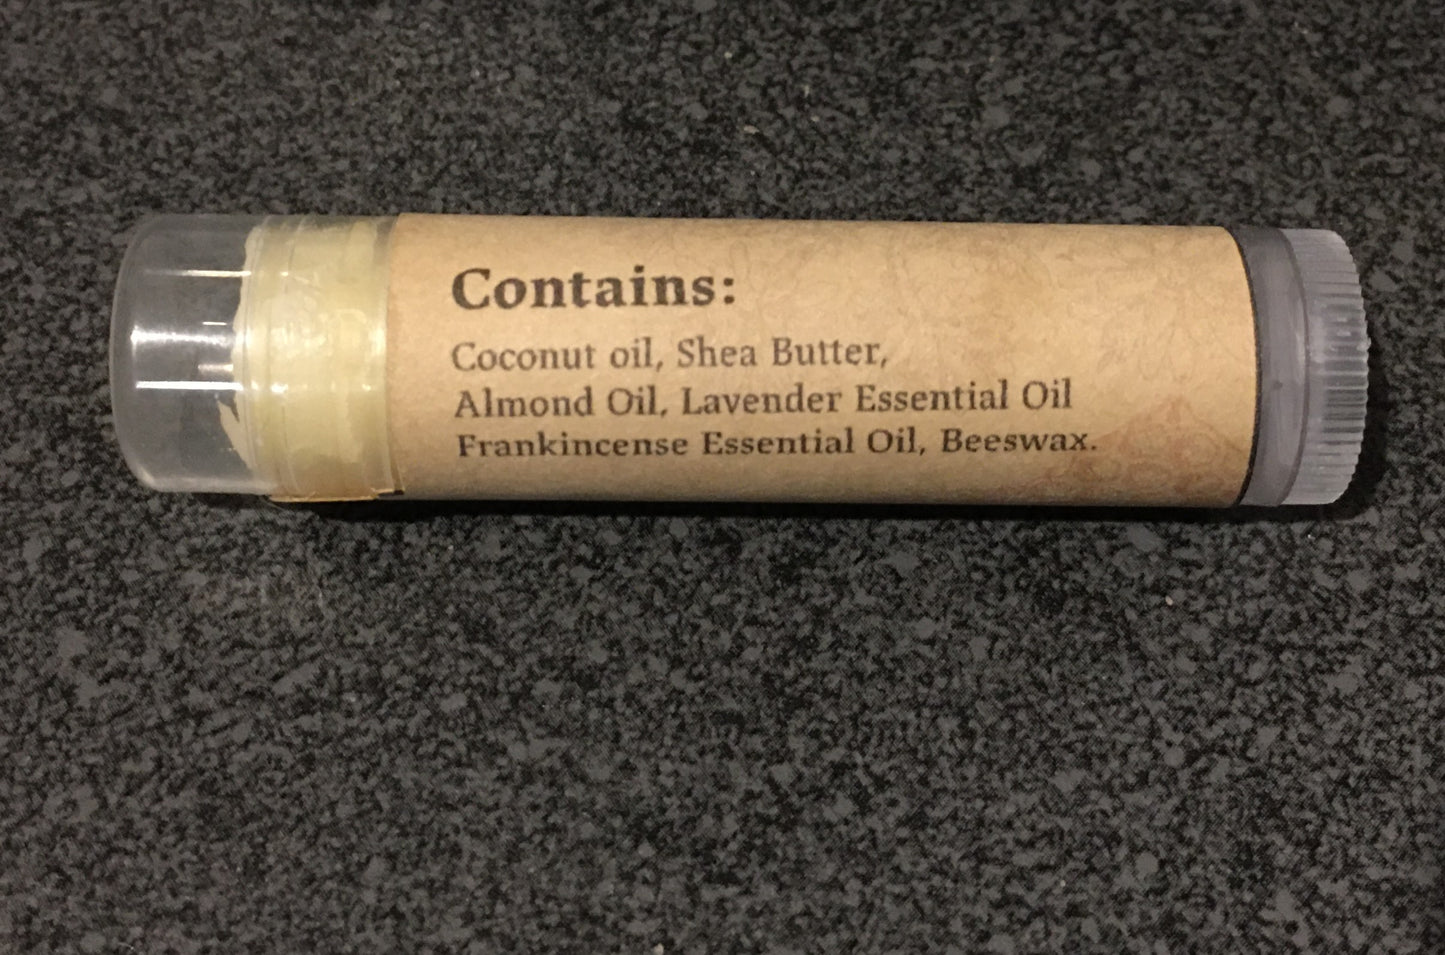 Contains:
Coconut oil, Shea Butter,
Almond Oil, Lavender Essential Oil
Frankincense Essential Oil, Beeswax.